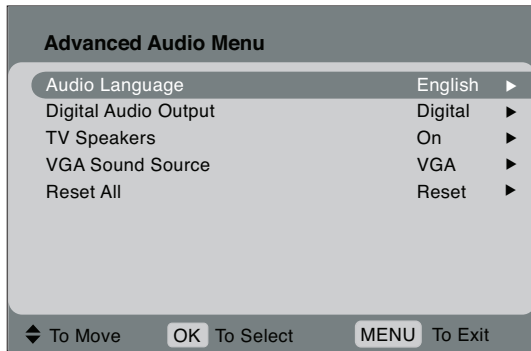 Advanced Audio Menu
Audio Language English
Digital Audio Output Digital
TV Speakers On
VGA Sound Source VGA
Reset All Reset
To Move OK To Select MENU To Exit